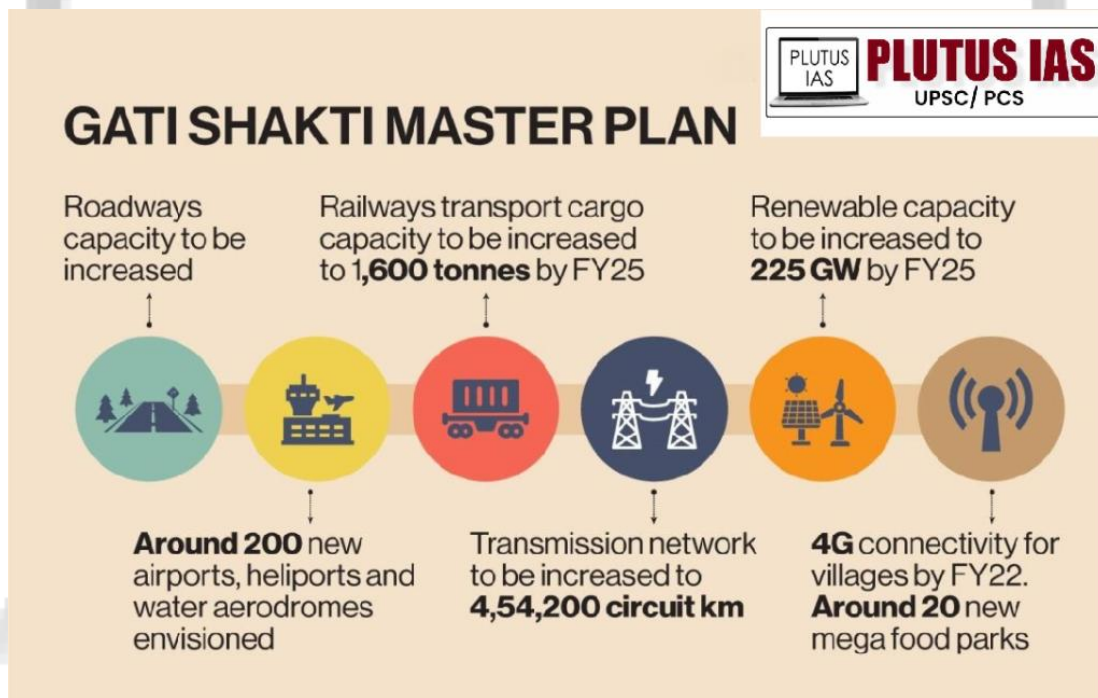 PLUTUS
IAS
PLUTUS IAS
UPSC/ PCS
GATI SHAKTI MASTER PLAN
Roadways
capacity to be
increased
Railways transport cargo
capacity to be increased
to 1,600 tonnes by FY25
Renewable capacity
to be increased to
225 GW by FY25
Around 200 new
airports, heliports and
water aerodromes
envisioned
Transmission network
to be increased to
4,54,200 circuit km
4G connectivity for
villages by FY22.
Around 20 new
mega food parks